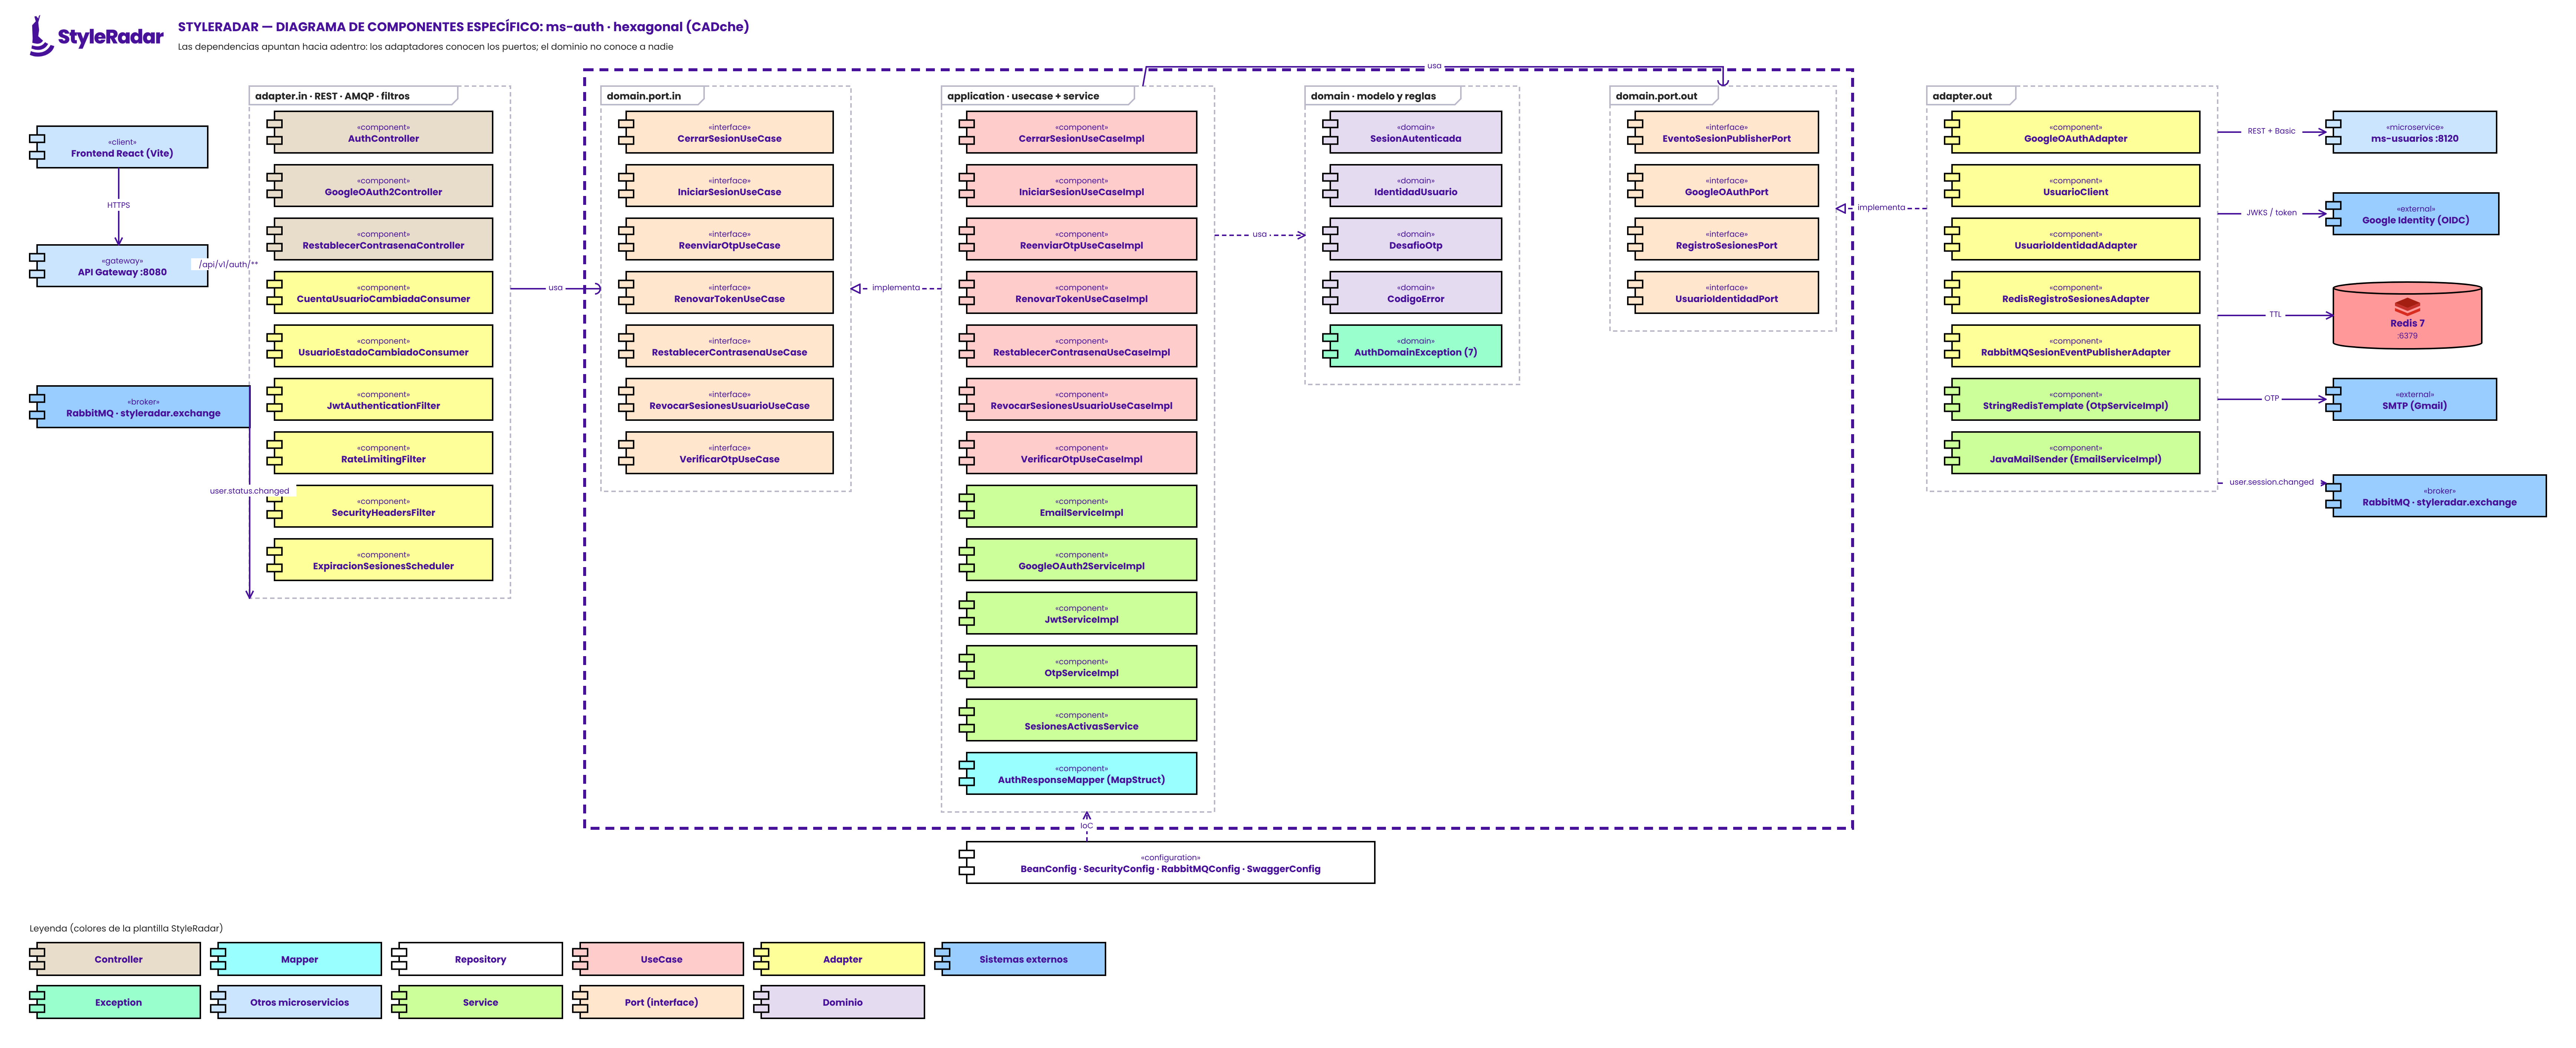 StyleRadar
STYLERADAR — DIAGRAMA DE COMPONENTES ESPECÍFICO: ms-auth · hexagonal (CADche)
Las dependencias apuntan hacia adentro: los adaptadores conocen los puertos; el dominio no conoce a nadie
«client»
Frontend React (Vite)
HTTPS
«gateway»
API Gateway :8080
/api/v1/auth/**
«broker»
RabbitMQ · styleradar.exchange
user.status.changed
adapter.in · REST · AMQP · filtros
«component»
AuthController
«component»
GoogleOAuth2Controller
«component»
RestablecerContrasenaController
«component»
CuentaUsuarioCambiadaConsumer
«component»
UsuarioEstadoCambiadoConsumer
«component»
JwtAuthenticationFilter
«component»
RateLimitingFilter
«component»
SecurityHeadersFilter
«component»
ExpiracionSesionesScheduler
usa
domain.port.in
«interface»
CerrarSesionUseCase
«interface»
IniciarSesionUseCase
«interface»
ReenviarOtpUseCase
«interface»
RenovarTokenUseCase
«interface»
RestablecerContrasenaUseCase
«interface»
RevocarSesionesUsuarioUseCase
«interface»
VerificarOtpUseCase
implementa
application · usecase + service
«component»
CerrarSesionUseCaseImpl
«component»
IniciarSesionUseCaseImpl
«component»
ReenviarOtpUseCaseImpl
«component»
RenovarTokenUseCaseImpl
«component»
RestablecerContrasenaUseCaseImpl
«component»
RevocarSesionesUsuarioUseCaseImpl
«component»
VerificarOtpUseCaseImpl
«component»
EmailServiceImpl
«component»
GoogleOAuth2ServiceImpl
«component»
JwtServiceImpl
«component»
OtpServiceImpl
«component»
SesionesActivasService
«component»
AuthResponseMapper (MapStruct)
IoC
«configuration»
BeanConfig · SecurityConfig · RabbitMQConfig · SwaggerConfig
usa
usa
domain · modelo y reglas
«domain»
SesionAutenticada
«domain»
IdentidadUsuario
«domain»
DesafioOtp
«domain»
CodigoError
«domain»
AuthDomainException (7)
domain.port.out
«interface»
EventoSesionPublisherPort
«interface»
GoogleOAuthPort
«interface»
RegistroSesionesPort
«interface»
UsuarioIdentidadPort
implementa
adapter.out
«component»
GoogleOAuthAdapter
«component»
UsuarioClient
«component»
UsuarioIdentidadAdapter
«component»
RedisRegistroSesionesAdapter
«component»
RabbitMQSesionEventPublisherAdapter
«component»
StringRedisTemplate (OtpServiceImpl)
«component»
JavaMailSender (EmailServiceImpl)
REST + Basic
JWKS / token
TTL
OTP
user.session.changed
«microservice»
ms-usuarios :8120
«external»
Google Identity (OIDC)
Redis 7
:6379
«external»
SMTP (Gmail)
«broker»
RabbitMQ · styleradar.exchange
Leyenda (colores de la plantilla StyleRadar)
Controller
Mapper
Repository
UseCase
Adapter
Sistemas externos
Exception
Otros microservicios
Service
Port (interface)
Dominio